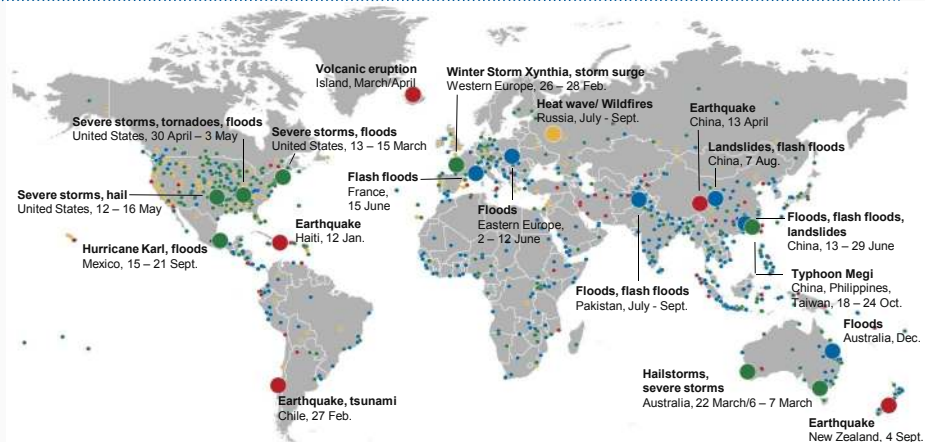 Volcanic eruption
Island, March/April
Winter Storm Xynthia, storm surge
Western Europe, 26 – 28 Feb.
Heat wave/ Wildfires
Russia, July - Sept.
Earthquake
China, 13 April
Severe storms, tornadoes, floods
United States, 30 April – 3 May
Severe storms, floods
United States, 13 – 15 March
Landslides, flash floods
China, 7 Aug.
Flash floods
France,
15 June
Severe storms, hail
United States, 12 – 16 May
Floods
Eastern Europe,
2 – 12 June
Earthquake
Haiti, 12 Jan.
Floods, flash floods,
landslides
China, 13 – 29 June
Hurricane Karl, floods
Mexico, 15 – 21 Sept.
Floods, flash floods
Pakistan, July - Sept.
Typhoon Megi
China, Philippines,
Taiwan, 18 – 24 Oct.
Floods
Australia, Dec.
Hailstorms,
severe storms
Australia, 22 March/6 – 7 March
Earthquake, tsunami
Chile, 27 Feb.
Earthquake
New Zealand, 4 Sept.